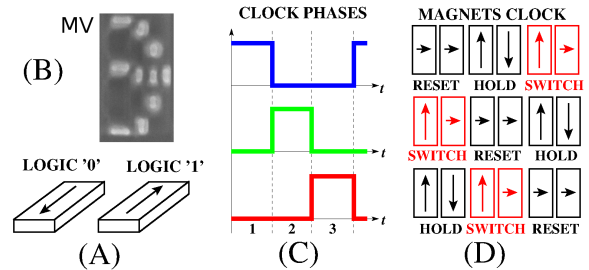 MV
(B)
LOGIC '0' LOGIC '1'
(A)
CLOCK PHASES
t
t
1 2 3 t
(C)
MAGNETS CLOCK
RESET HOLD SWITCH
SWITCH RESET HOLD
HOLD SWITCH RESET
(D)